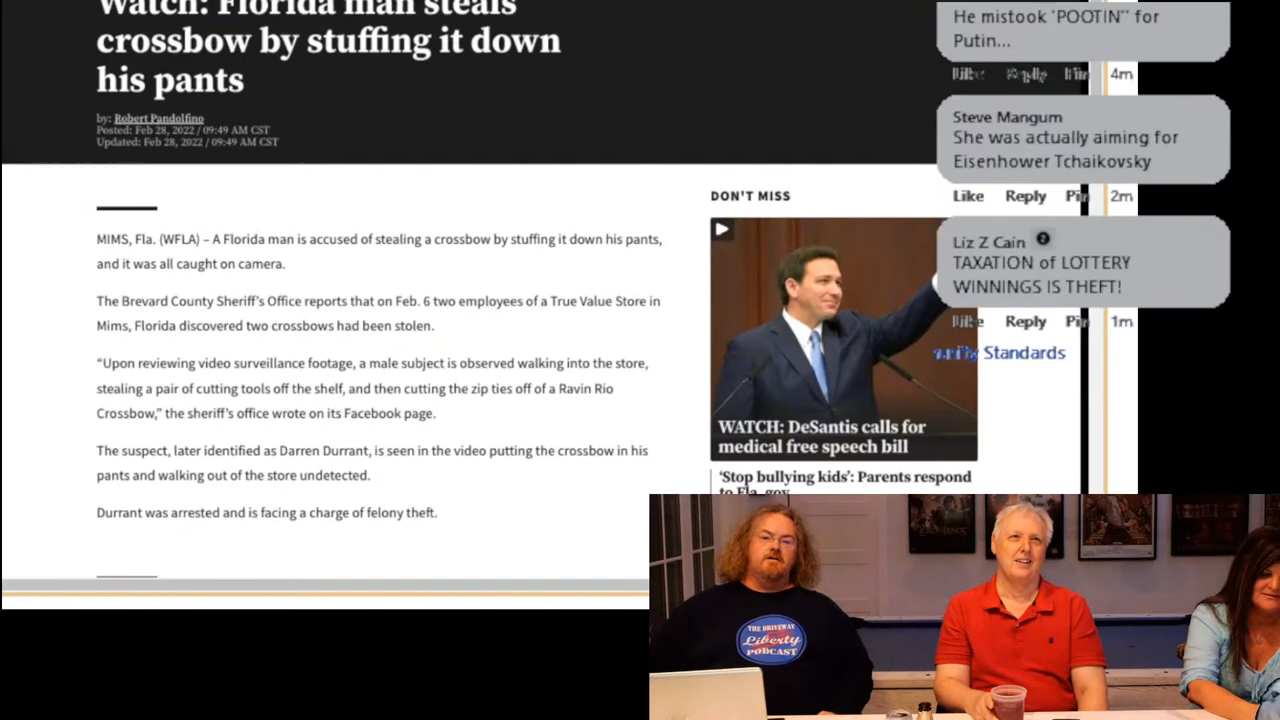 Watch: Florida man steals
crossbow by stuffing it down
his pants
by: Robert Pandolfino
Posted: Feb 28, 2022 / 09:49 AM CST
Updated: Feb 28, 2022 / 09:49 AM CST
MIMS, Fla. (WFLA) – A Florida man is accused of stealing a crossbow by stuffing it down his pants,
and it was all caught on camera.
The Brevard County Sheriff's Office reports that on Feb. 6 two employees of a True Value Store in
Mims, Florida discovered two crossbows had been stolen.
“Upon reviewing video surveillance footage, a male subject is observed walking into the store,
stealing a pair of cutting tools off the shelf, and then cutting the zip ties off of a Ravin Rio
Crossbow,” the sheriff's office wrote on its Facebook page.
The suspect, later identified as Darren Durrant, is seen in the video putting the crossbow in his
pants and walking out of the store undetected.
Durrant was arrested and is facing a charge of felony theft.
DON'T MISS
WATCH: DeSantis calls for
medical free speech bill
‘Stop bullying kids’: Parents respond
to Fla. gov
He mistook 'POOTIN'' for
Putin...
Like Reply Pin 4m
Steve Mangum
She was actually aiming for
Eisenhower Tchaikovsky
Like Reply Pin 2m
Liz Z Cain
TAXATION of LOTTERY
WINNINGS IS THEFT!
Like Reply Pin 1m
Standards
THE DRIVEWAY
Liberty
PODCAST